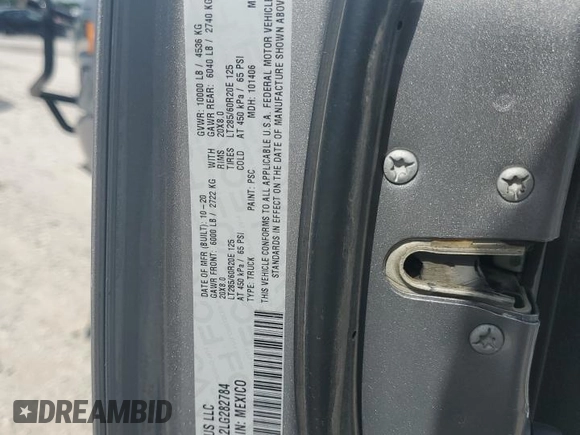 US LLC
DATE OF MFR (BUILT): 10-20
GVWR: 10000 LB / 4536 KG
GAWR FRONT: 6000 LB / 2722 KG WITH GAWR REAR: 6040 LB / 2740 KG
20X8.0 RIMS 20X8.0
LT285/60R20E 125 TIRES LT285/60R20E 125
AT 450 kPa / 65 PSI COLD AT 450 kPa / 65 PSI
TYPE: TRUCK PAINT: PSC MDH: 101406
THIS VEHICLE CONFORMS TO ALL APPLICABLE U.S.A. FEDERAL MOTOR VEHICLE
STANDARDS IN EFFECT ON THE DATE OF MANUFACTURE SHOWN ABOVE
2LG282784
IN: MEXICO
DREAMBID